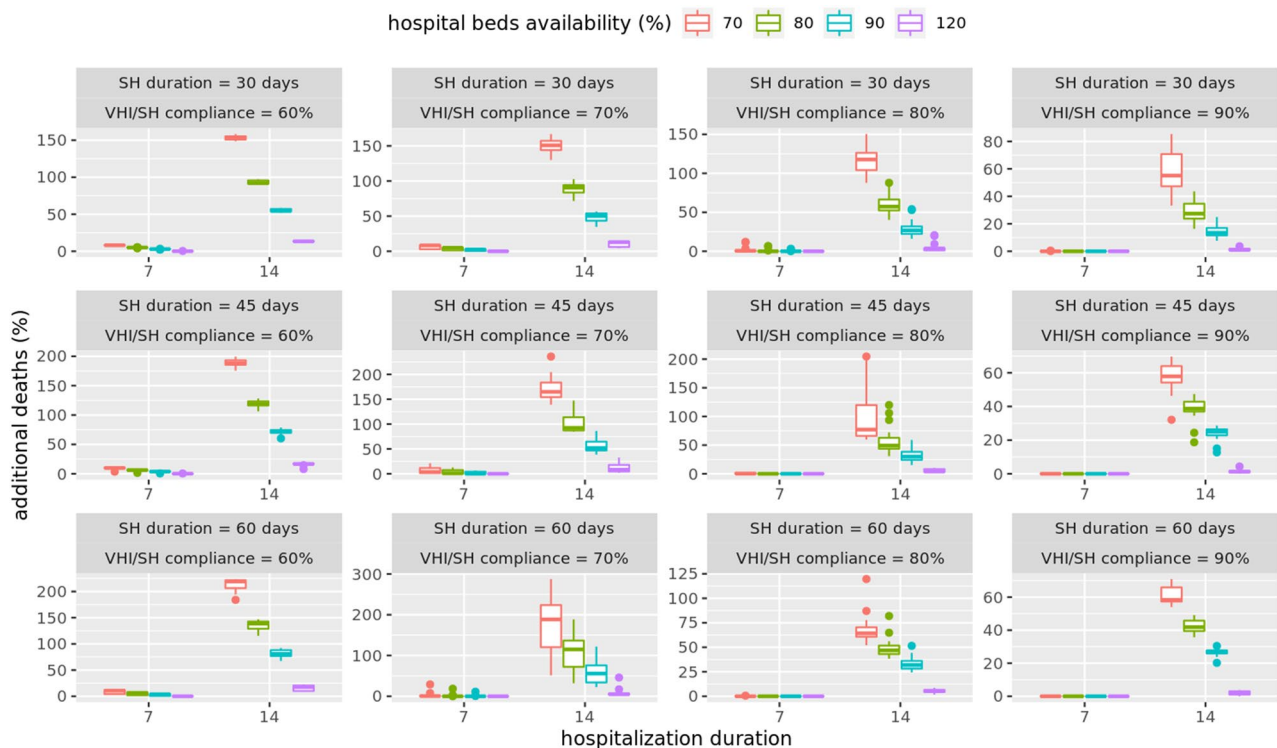 hospital beds availability (%) 70 80 90 120
SH duration = 30 days SH duration = 30 days SH duration = 30 days SH duration = 30 days
VHI/SH compliance = 60% VHI/SH compliance = 70% VHI/SH compliance = 80% VHI/SH compliance = 90%
150 100 50 0
150 100 50 0
150 100 50 0
80 60 40 20 0
7 14 7 14 7 14 7 14
SH duration = 45 days SH duration = 45 days SH duration = 45 days SH duration = 45 days
VHI/SH compliance = 60% VHI/SH compliance = 70% VHI/SH compliance = 80% VHI/SH compliance = 90%
200 150 100 50 0
200 150 100 50 0
200 150 100 50 0
60 40 20 0
7 14 7 14 7 14 7 14
SH duration = 60 days SH duration = 60 days SH duration = 60 days SH duration = 60 days
VHI/SH compliance = 60% VHI/SH compliance = 70% VHI/SH compliance = 80% VHI/SH compliance = 90%
200 150 100 50 0
300 200 100 0
125 100 75 50 25 0
60 40 20 0
7 14 7 14 7 14 7 14
additional deaths (%)
hospitalization duration